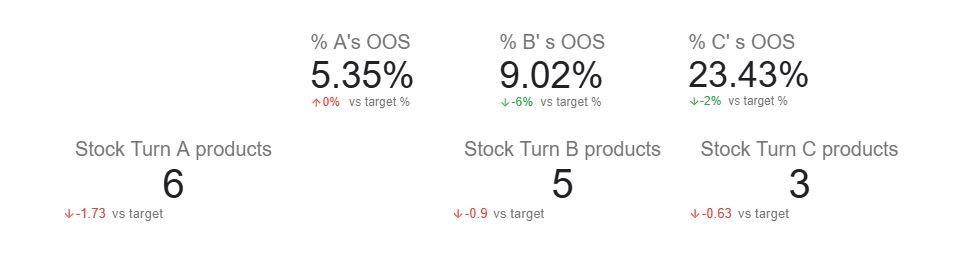 % A's OOS % B' s OOS % C' s OOS
5.35% 9.02% 23.43%
↑0% vs target % ↓-6% vs target % ↓-2% vs target %
Stock Turn A products Stock Turn B products Stock Turn C products
6 5 3
↓-1.73 vs target ↓-0.9 vs target ↓-0.63 vs target